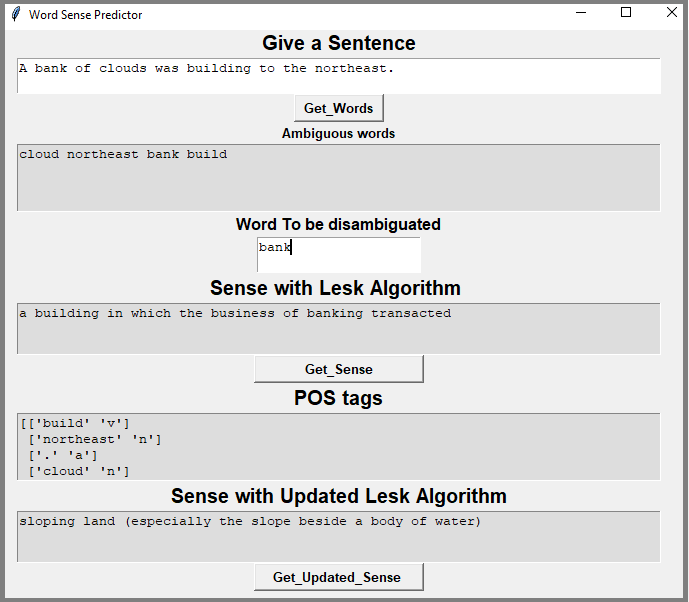 Word Sense Predictor
Give a Sentence
A bank of clouds was building to the northeast.
Get_Words
Ambiguous words
cloud northeast bank build
Word To be disambiguated
bank
Sense with Lesk Algorithm
a building in which the business of banking transacted
Get_Sense
POS tags
[['build' 'v']
['northeast' 'n']
['.' 'a']
['cloud' 'n']
Sense with Updated Lesk Algorithm
sloping land (especially the slope beside a body of water)
Get_Updated_Sense